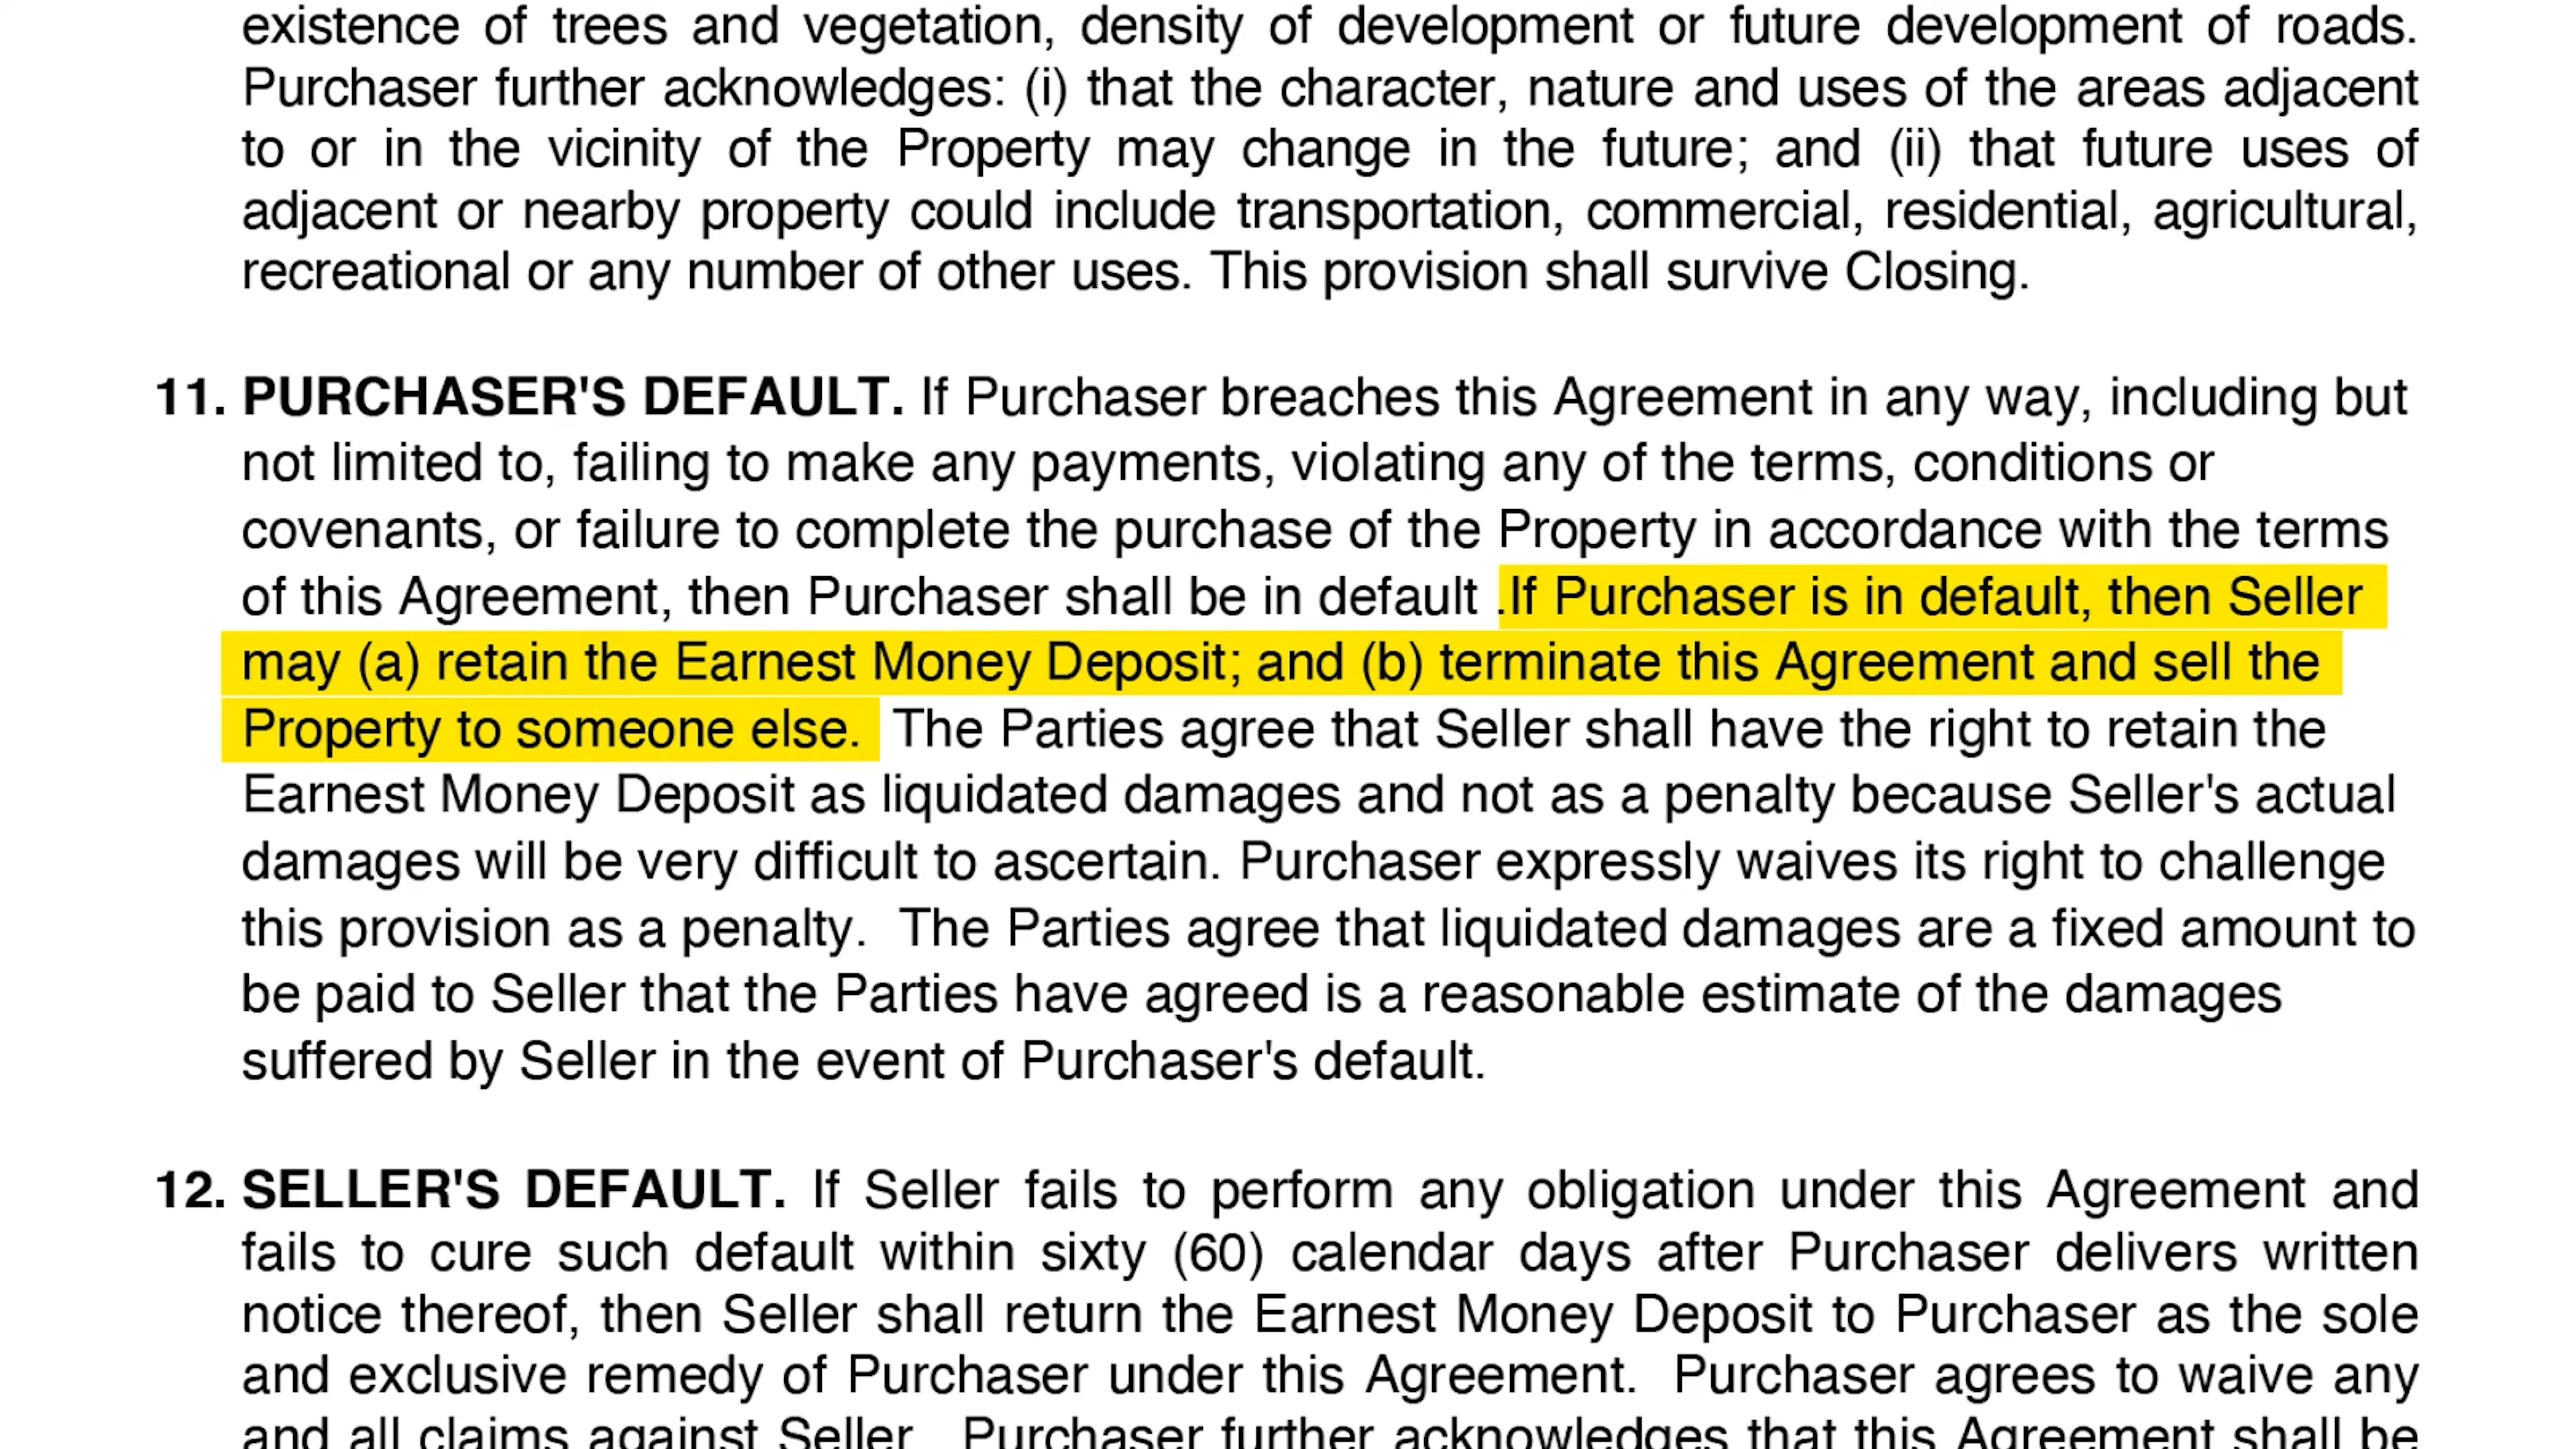 existence of trees and vegetation, density of development or future development of roads.
Purchaser further acknowledges: (i) that the character, nature and uses of the areas adjacent
to or in the vicinity of the Property may change in the future; and (ii) that future uses of
adjacent or nearby property could include transportation, commercial, residential, agricultural,
recreational or any number of other uses. This provision shall survive Closing.
11. PURCHASER'S DEFAULT. If Purchaser breaches this Agreement in any way, including but
not limited to, failing to make any payments, violating any of the terms, conditions or
covenants, or failure to complete the purchase of the Property in accordance with the terms
of this Agreement, then Purchaser shall be in default .If Purchaser is in default, then Seller
may (a) retain the Earnest Money Deposit; and (b) terminate this Agreement and sell the
Property to someone else. The Parties agree that Seller shall have the right to retain the
Earnest Money Deposit as liquidated damages and not as a penalty because Seller's actual
damages will be very difficult to ascertain. Purchaser expressly waives its right to challenge
this provision as a penalty. The Parties agree that liquidated damages are a fixed amount to
be paid to Seller that the Parties have agreed is a reasonable estimate of the damages
suffered by Seller in the event of Purchaser's default.
12. SELLER'S DEFAULT. If Seller fails to perform any obligation under this Agreement and
fails to cure such default within sixty (60) calendar days after Purchaser delivers written
notice thereof, then Seller shall return the Earnest Money Deposit to Purchaser as the sole
and exclusive remedy of Purchaser under this Agreement. Purchaser agrees to waive any
and all claims against Seller. Purchaser further acknowledges that this Agreement shall be